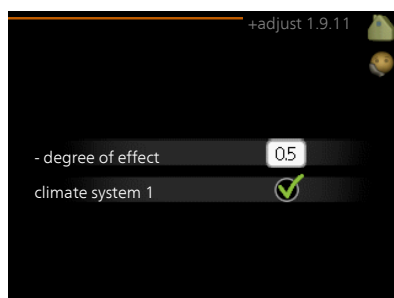 +adjust 1.9.11
- degree of effect 0.5
climate system 1